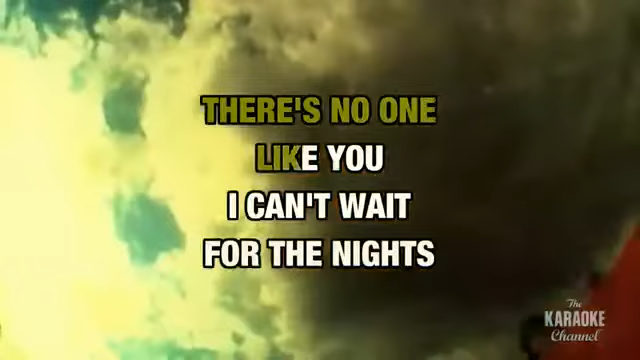 THERE'S NO ONE
LIKE YOU
I CAN'T WAIT
FOR THE NIGHTS
The
KARAOKE
Channel